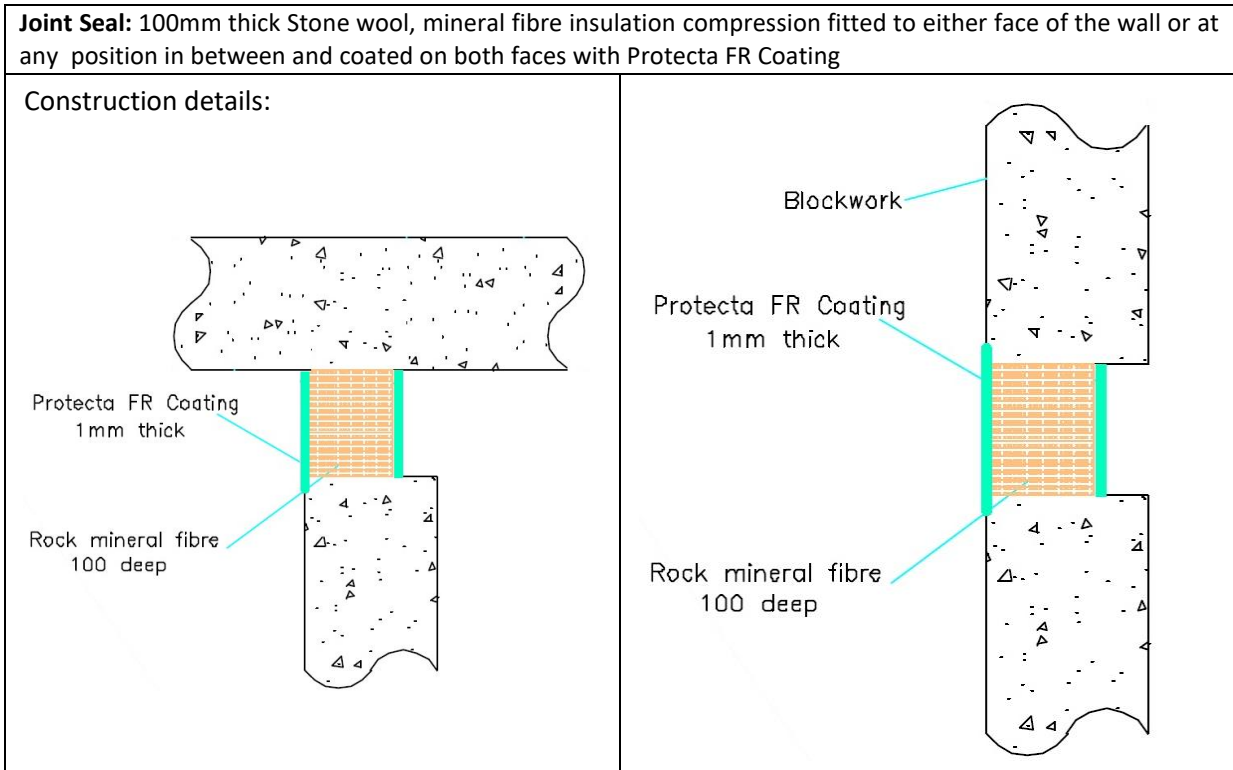 Joint Seal: 100mm thick Stone wool, mineral fibre insulation compression fitted to either face of the wall or at
any position in between and coated on both faces with Protecta FR Coating
Construction details:
Protecta FR Coating
1mm thick
Rock mineral fibre
100 deep
Blockwork
Protecta FR Coating
1mm thick
Rock mineral fibre
100 deep